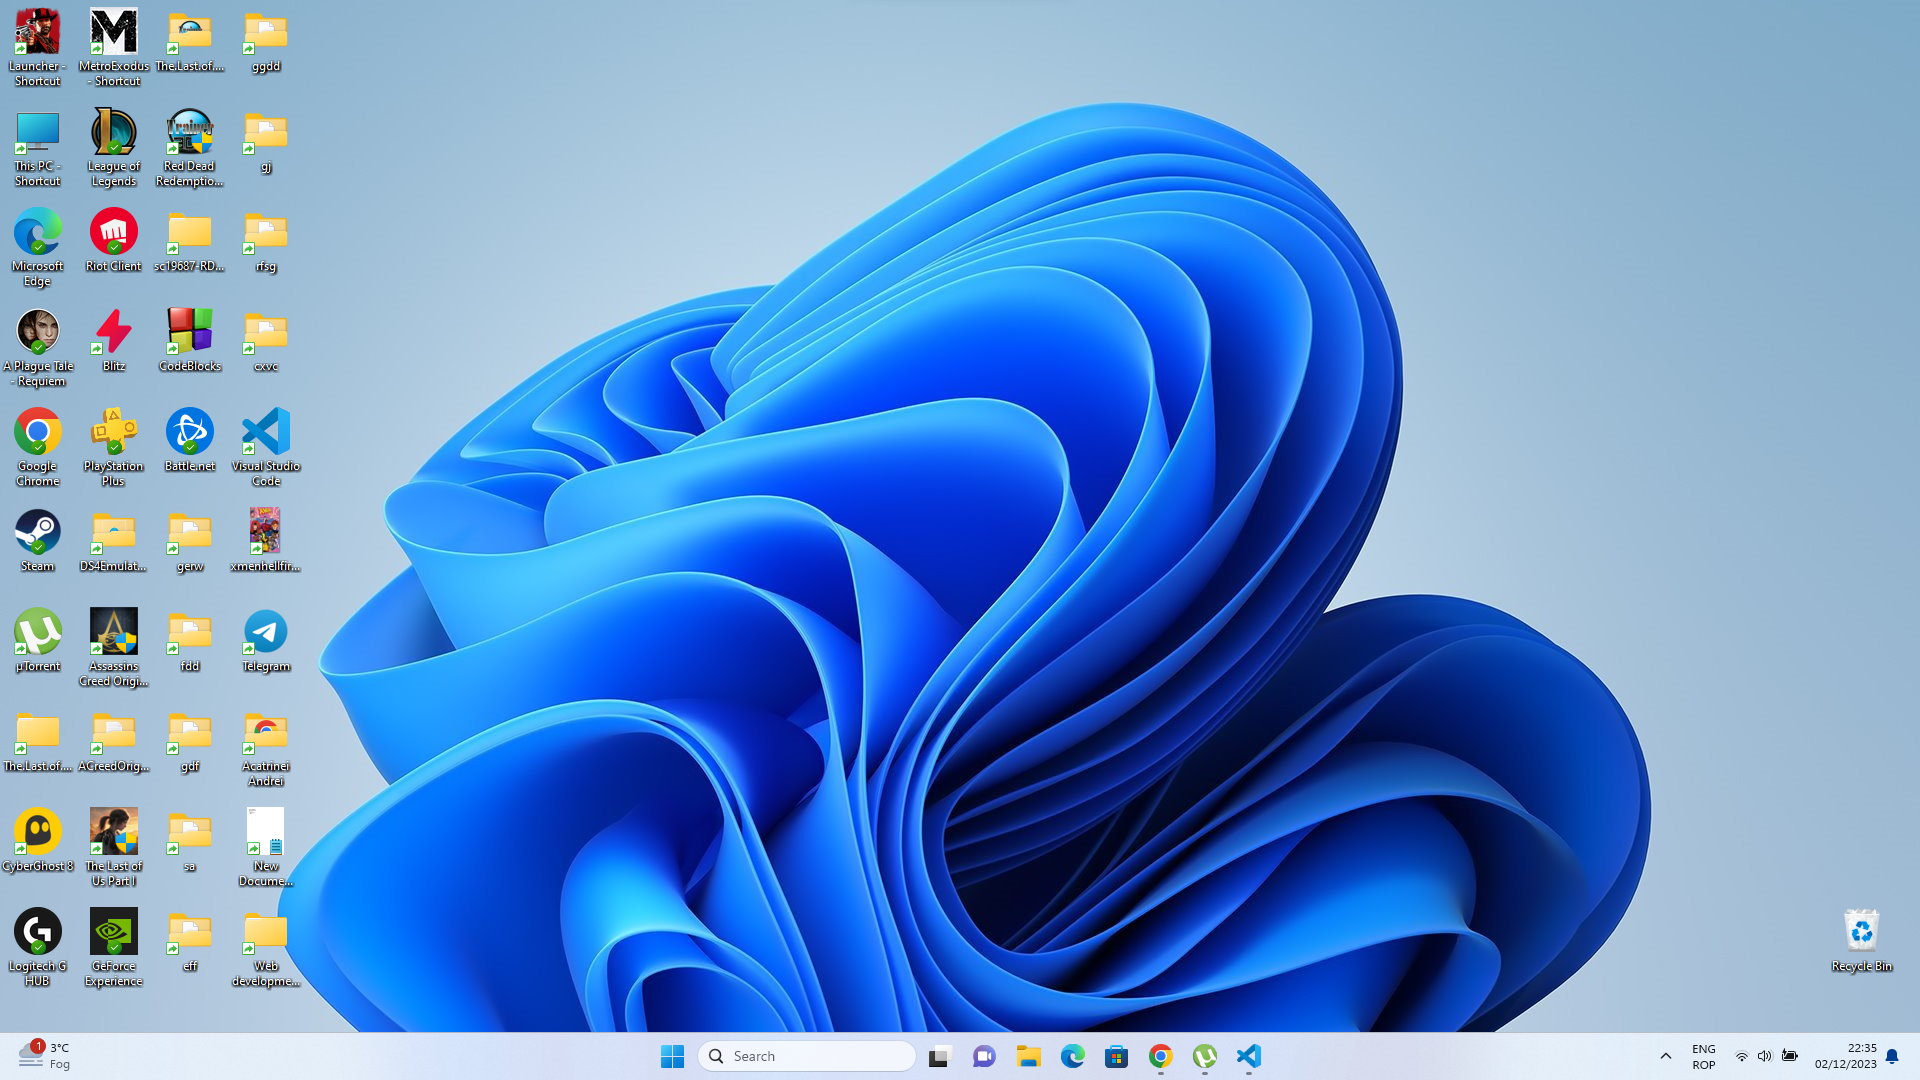 Launcher -
Shortcut
MetroExodus
- Shortcut
The.Last.of....
ggdd
This PC -
Shortcut
League of
Legends
Trainer
Red Dead
Redemptio...
gj
Microsoft
Edge
Riot Client
sc19687-RD...
rfsg
A Plague Tale
- Requiem
Blitz
CodeBlocks
cxvc
Google
Chrome
PlayStation
Plus
Battle.net
Visual Studio
Code
Steam
DS4Emulat...
gerw
xmenhellfir...
µTorrent
Assassins
Creed Origi...
fdd
Telegram
The.Last.of....
ACreedOrig...
gdf
Acatrinei
Andrei
CyberGhost 8
The Last of
Us Part I
sa
New
Docume...
Logitech G
HUB
GeForce
Experience
eff
Web
developme...
Recycle Bin
1
3°C
Fog
Search
ENG
ROP
22:35
02/12/2023